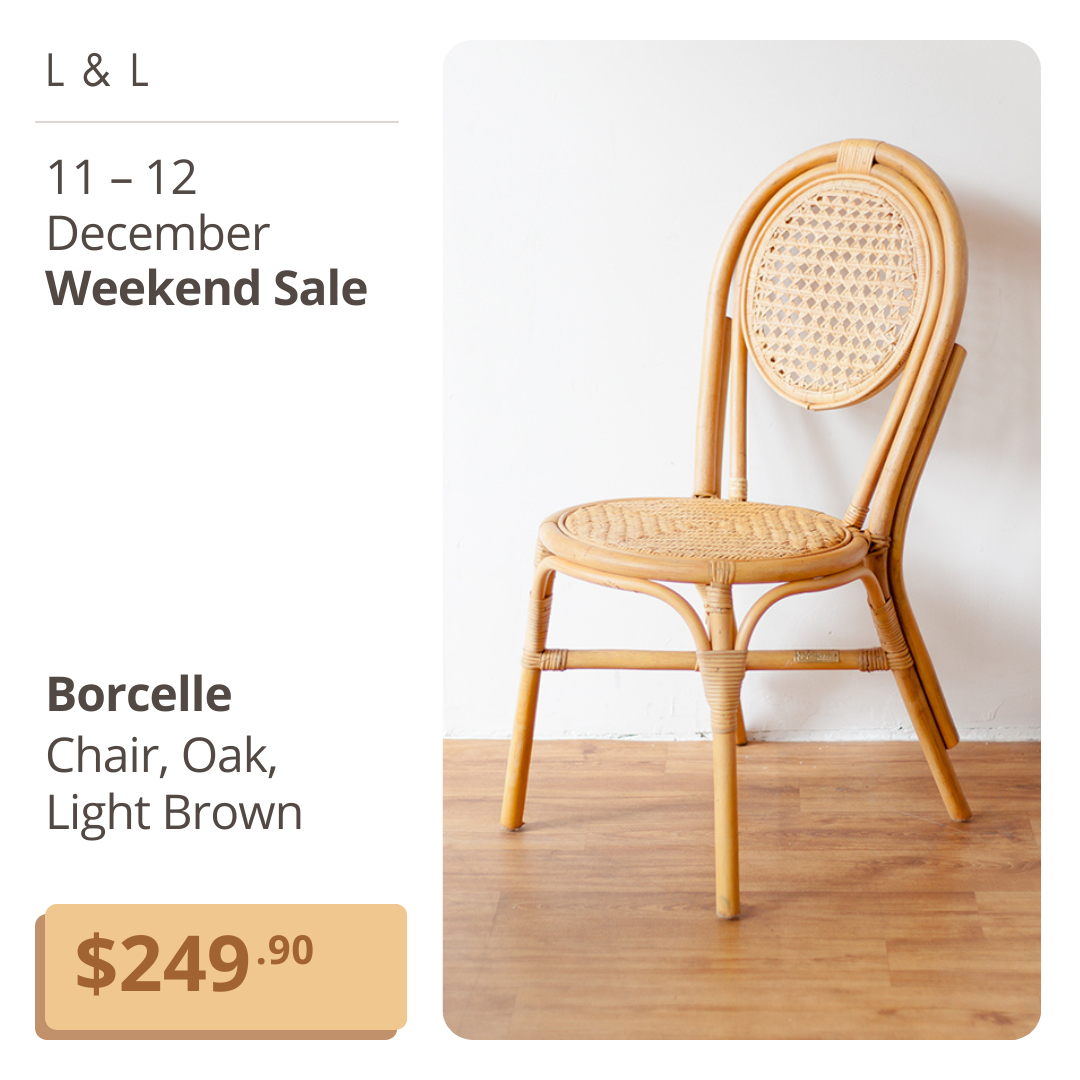 L & L
11 – 12
December
Weekend Sale
Borcelle
Chair, Oak,
Light Brown
$249.90